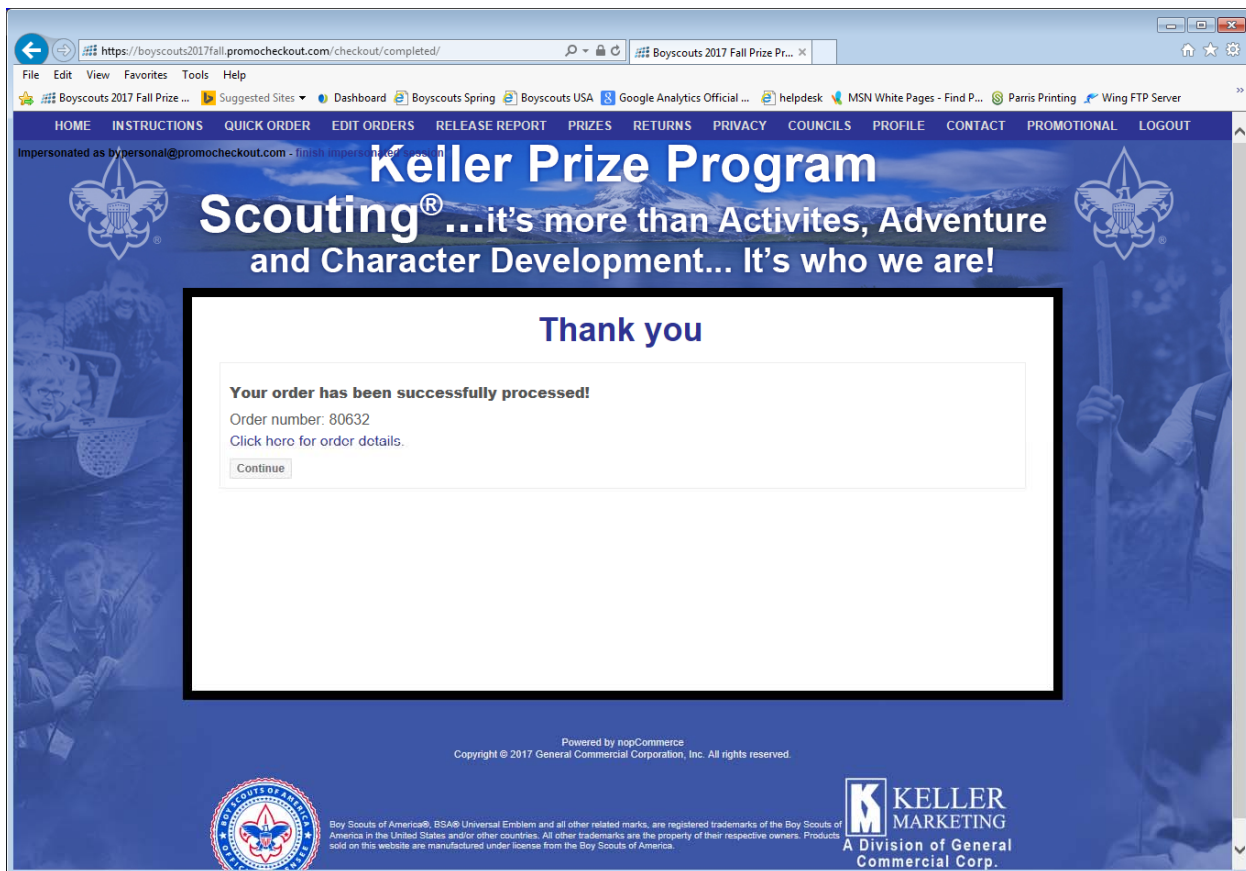 https://boyscouts2017fall.promocheckout.com/checkout/completed/
Boyscouts 2017 Fall Prize Pr...
File Edit View Favorites Tools Help
Boyscouts 2017 Fall Prize ... Suggested Sites Dashboard Boyscouts Spring Boyscouts USA Google Analytics Official ... helpdesk MSN White Pages - Find P... Parris Printing Wing FTP Server
HOME INSTRUCTIONS QUICK ORDER EDIT ORDERS RELEASE REPORT PRIZES RETURNS PRIVACY COUNCILS PROFILE CONTACT PROMOTIONAL LOGOUT
Impersonated as bypersonal@promocheckout.com - finish impersonated session
Keller Prize Program
Scouting®...it's more than Activites, Adventure
and Character Development... It's who we are!
Thank you
Your order has been successfully processed!
Order number: 80632
Click here for order details.
Continue
Powered by nopCommerce
Copyright © 2017 General Commercial Corporation, Inc. All rights reserved.
BOY SCOUTS OF AMERICA
Boy Scouts of America®, BSA® Universal Emblem and all other related marks, are registered trademarks of the Boy Scouts of
America in the United States and/or other countries. All other trademarks are the property of their respective owners. Products
sold on this website are manufactured under license from the Boy Scouts of America.
K KELLER
MARKETING
A Division of General
Commercial Corp.